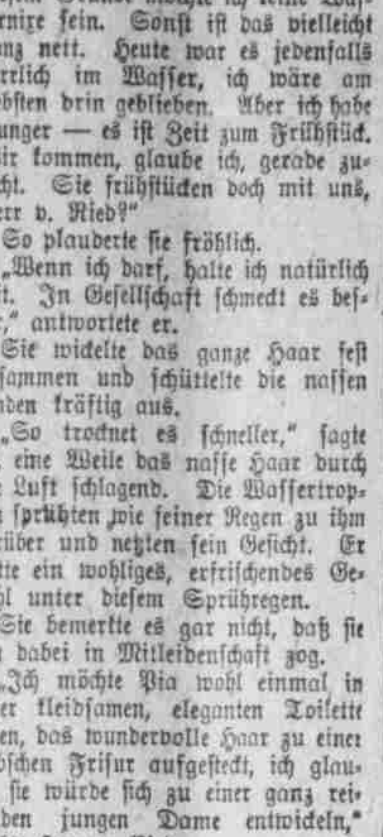 nixe sein. Sonst ist das vielleicht
nz nett. Heute war es jedenfalls
rrlich im Wasser, ich wäre am
bsten drin geblieben. Aber ich habe
unger — es ist Zeit zum Frühstück.
ir kommen, glaube ich, gerade zu-
cht. Sie frühstücken doch mit uns,
err v. Ried?"
So plauderte sie fröhlich.
„Wenn ich darf, halte ich natürlich
it. In Gesellschaft schmeckt es bes-
," antwortete er.
Sie wickelte das ganze Haar fest
sammen und schüttelte die nassen
nden kräftig aus.
„So trocknet es schneller," sagte
, eine Weile das nasse Haar durch
e Luft schlagend. Die Wassertrop-
n sprühten wie feiner Regen zu ihm
rüber und netzten sein Gesicht. Er
tte ein wohliges, erfrischendes Ge-
hl unter diesem Sprühregen.
Sie bemerkte es gar nicht, daß sie
n dabei in Mitleidenschaft zog.
„Ich möchte Pia wohl einmal in
er kleidsamen, eleganten Toilette
en, das wundervolle Haar zu einer
bschen Frisur aufgesteckt, ich glau-
sie würde sich zu einer ganz rei-
den jungen Dame entwickeln,"